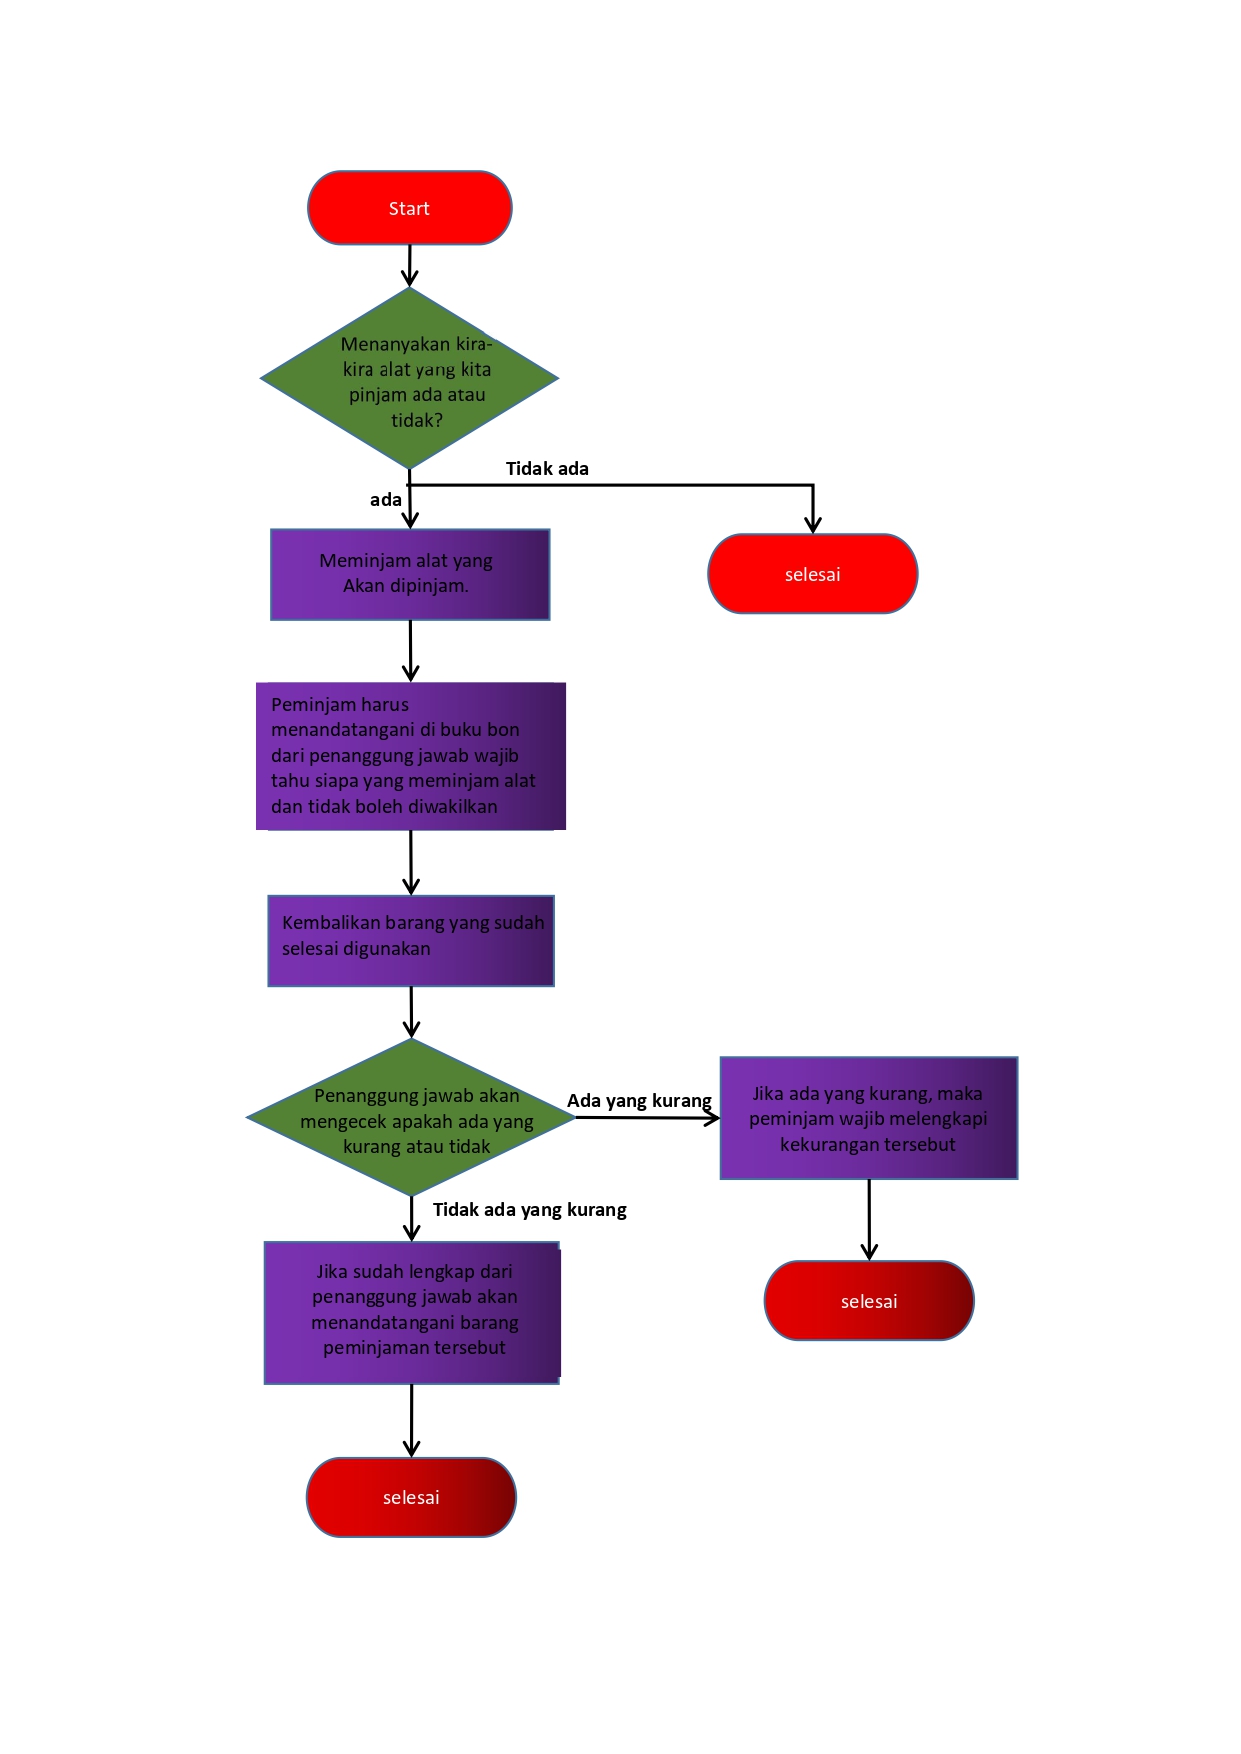 Start
Menanyakan kira-
kira alat yang kita
pinjam ada atau
tidak?
Tidak ada
ada
Meminjam alat yang
Akan dipinjam.
selesai
Peminjam harus
menandatangani di buku bon
dari penanggung jawab wajib
tahu siapa yang meminjam alat
dan tidak boleh diwakilkan
Kembalikan barang yang sudah
selesai digunakan
Penanggung jawab akan
mengecek apakah ada yang
kurang atau tidak
Ada yang kurang
Jika ada yang kurang, maka
peminjam wajib melengkapi
kekurangan tersebut
Tidak ada yang kurang
Jika sudah lengkap dari
penanggung jawab akan
menandatangani barang
peminjaman tersebut
selesai
selesai